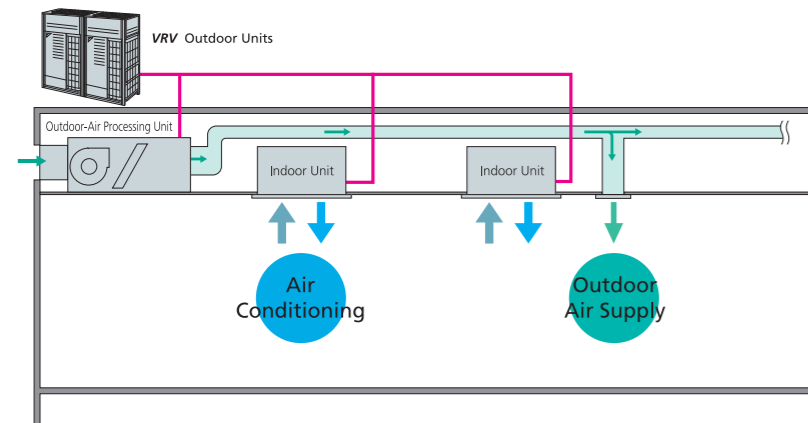 VRV Outdoor Units
Outdoor-Air Processing Unit
Indoor Unit
Indoor Unit
Air
Conditioning
Outdoor
Air Supply